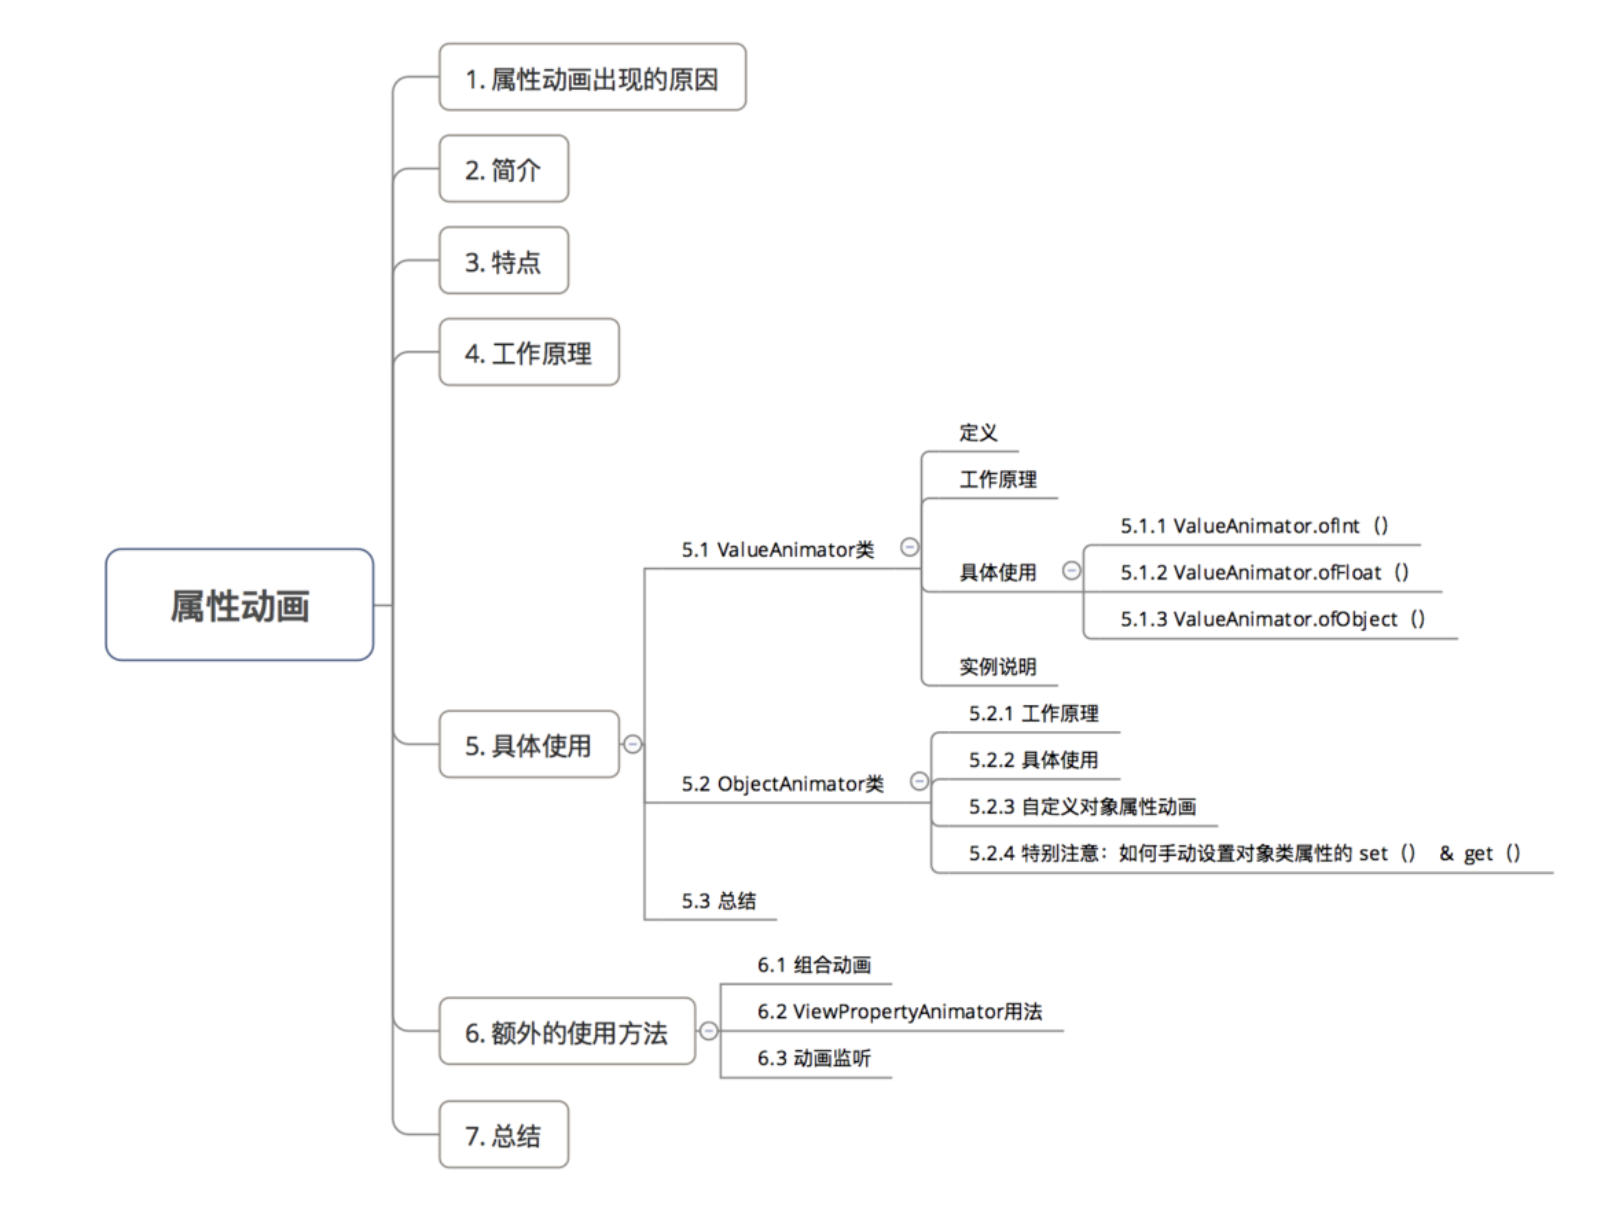 属性动画
1. 属性动画出现的原因
2. 简介
3. 特点
4. 工作原理
5. 具体使用
5.1 ValueAnimator类
定义
工作原理
具体使用
5.1.1 ValueAnimator.ofInt（）
5.1.2 ValueAnimator.ofFloat（）
5.1.3 ValueAnimator.ofObject（）
实例说明
5.2 ObjectAnimator类
5.2.1 工作原理
5.2.2 具体使用
5.2.3 自定义对象属性动画
5.2.4 特别注意：如何手动设置对象类属性的 set（） & get（）
5.3 总结
6. 额外的使用方法
6.1 组合动画
6.2 ViewPropertyAnimator用法
6.3 动画监听
7. 总结